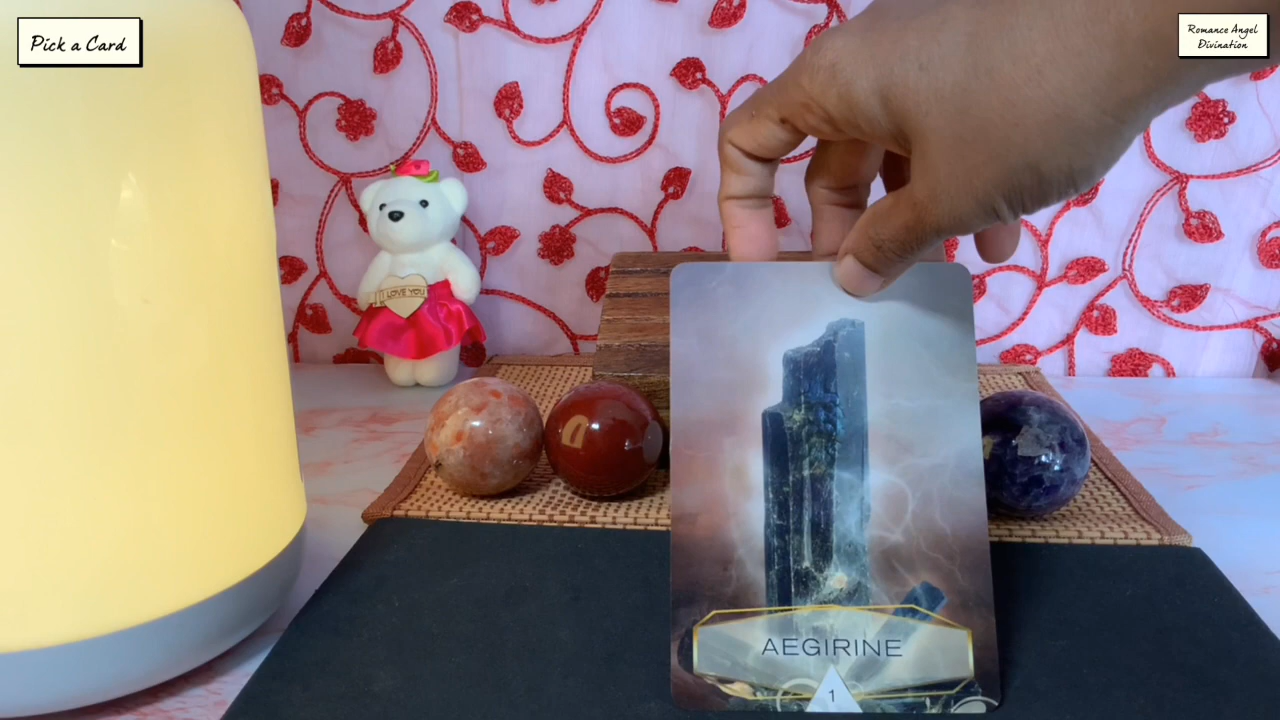 Pick a Card
Romance Angel
Divination
I LOVE YOU
AEGIRINE
1